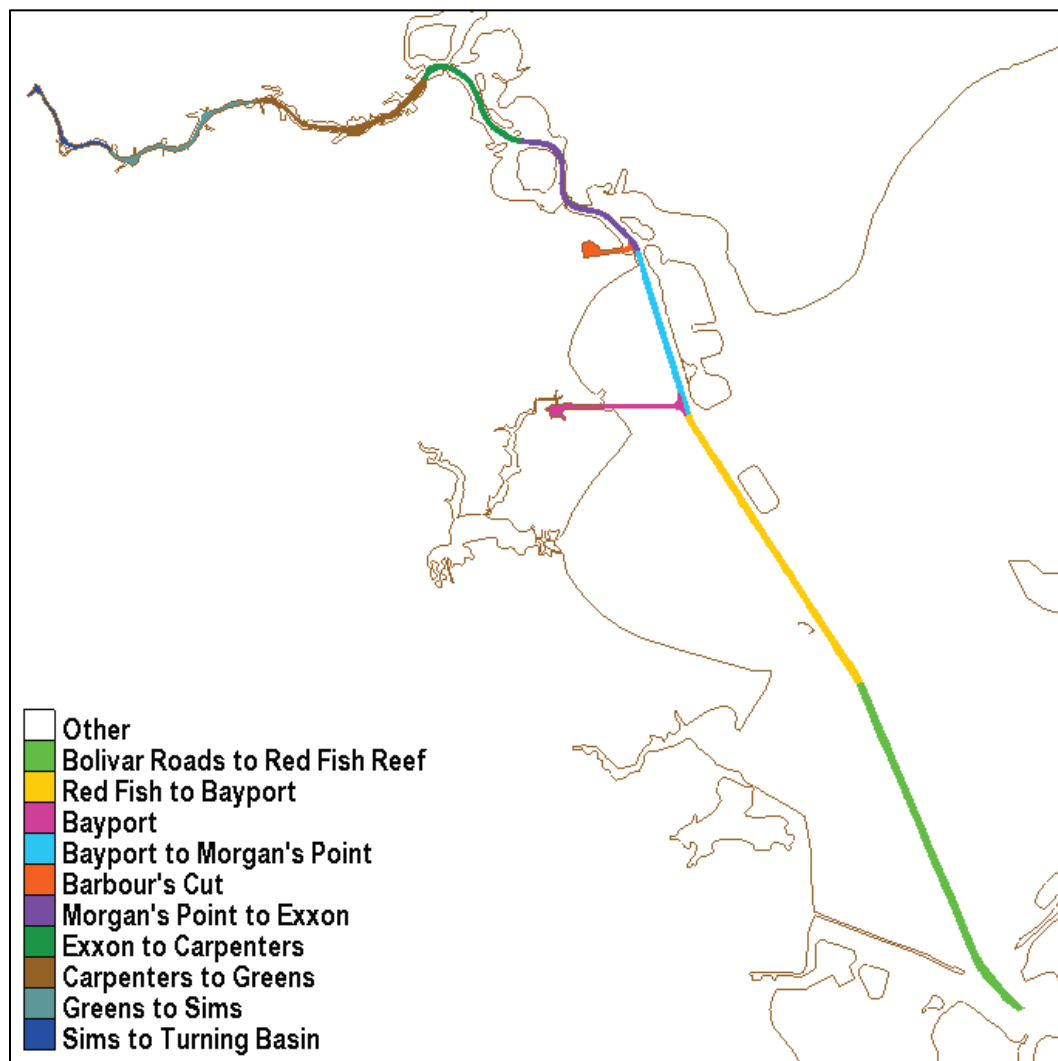 Other
Bolivar Roads to Red Fish Reef
Red Fish to Bayport
Bayport
Bayport to Morgan's Point
Barbour's Cut
Morgan's Point to Exxon
Exxon to Carpenters
Carpenters to Greens
Greens to Sims
Sims to Turning Basin